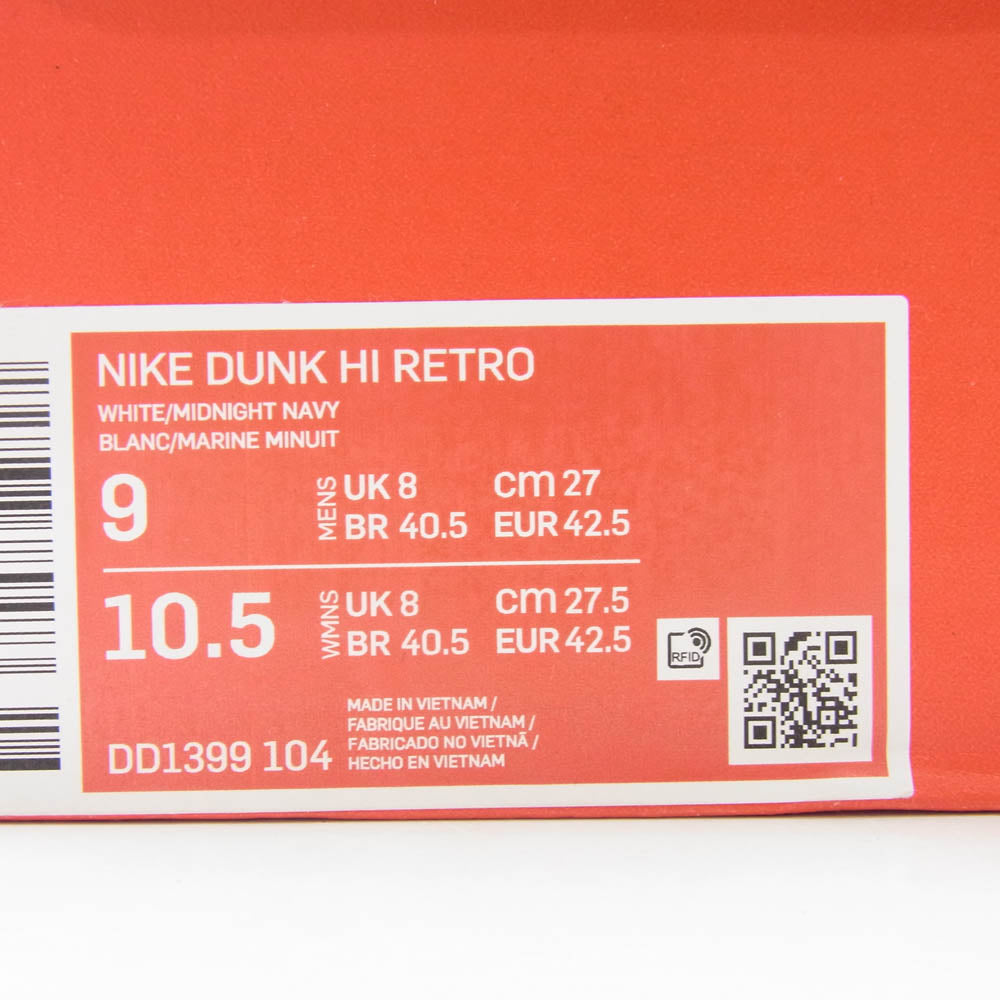 NIKE DUNK HI RETRO
WHITE/MIDNIGHT NAVY
BLANC/MARINE MINUIT
9 MENS UK 8 cm 27
BR 40.5 EUR 42.5
10.5 WMNS UK 8 cm 27.5
BR 40.5 EUR 42.5
RFID
MADE IN VIETNAM /
FABRIQUE AU VIETNAM /
FABRICADO NO VIETNÃ /
HECHO EN VIETNAM
DD1399 104